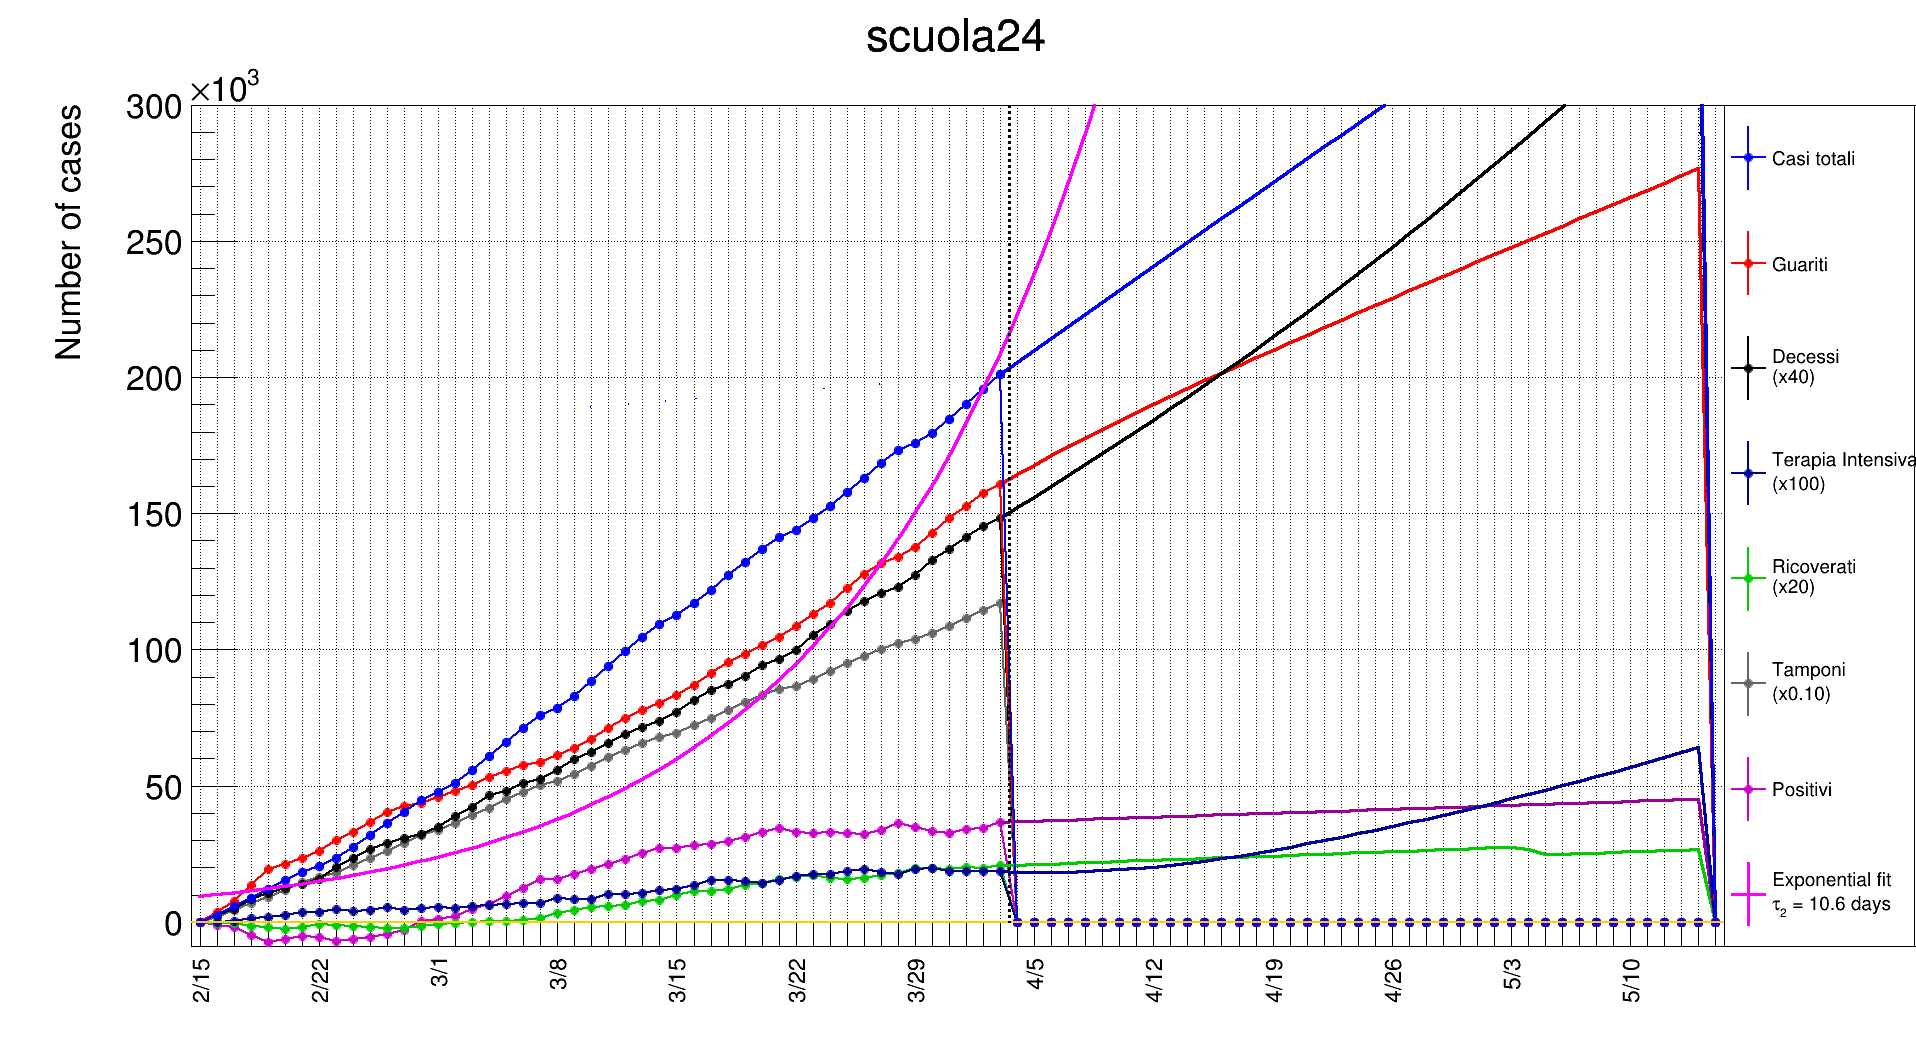 scuola24
×10³
Number of cases
300
250
200
150
100
50
0
2/15
2/22
3/1
3/8
3/15
3/22
3/29
4/5
4/12
4/19
4/26
5/3
5/10
Casi totali
Guariti
Decessi
(x40)
Terapia Intensiva
(x100)
Ricoverati
(x20)
Tamponi
(x0.10)
Positivi
Exponential fit
τ₂ = 10.6 days